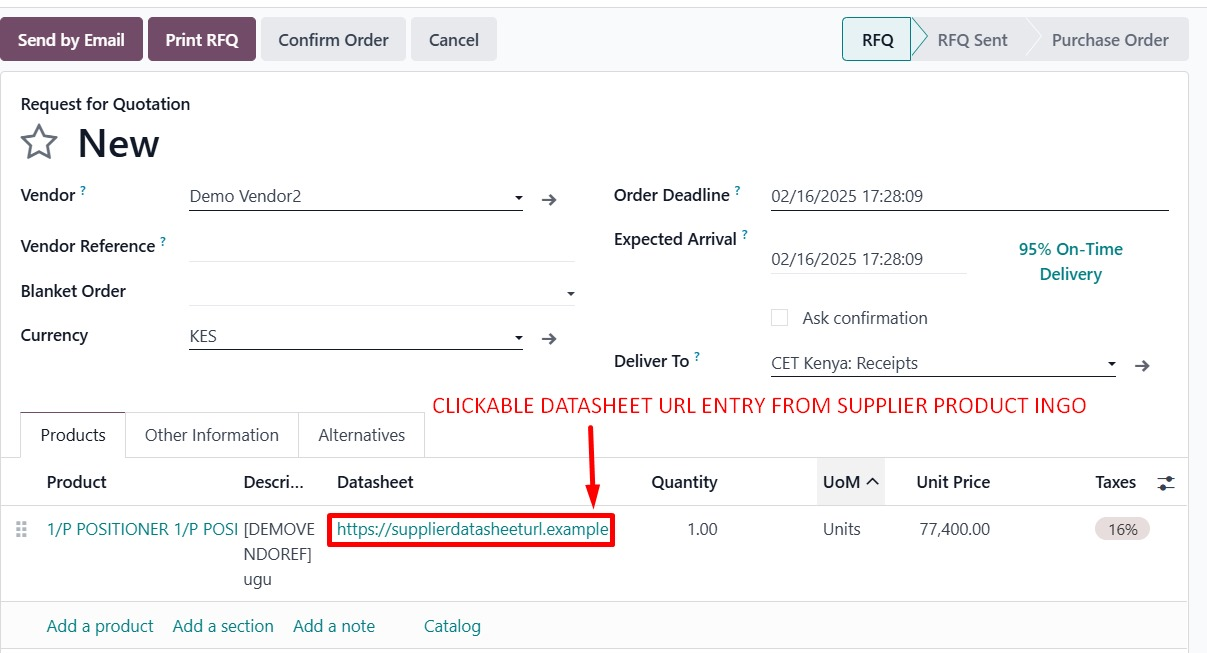 Send by Email Print RFQ Confirm Order Cancel RFQ RFQ Sent Purchase Order
Request for Quotation
New
Vendor ? Demo Vendor2
Order Deadline ? 02/16/2025 17:28:09
Vendor Reference ?
Expected Arrival ? 02/16/2025 17:28:09 95% On-Time
Delivery
Blanket Order
Ask confirmation
Currency KES
Deliver To ? CET Kenya: Receipts
CLICKABLE DATASHEET URL ENTRY FROM SUPPLIER PRODUCT INGO
Products Other Information Alternatives
Product Descri... Datasheet Quantity UoM Unit Price Taxes
1/P POSITIONER 1/P POSI [DEMOVE https://supplierdatasheeturl.example 1.00 Units 77,400.00 16%
NDOREF]
ugu
Add a product Add a section Add a note Catalog